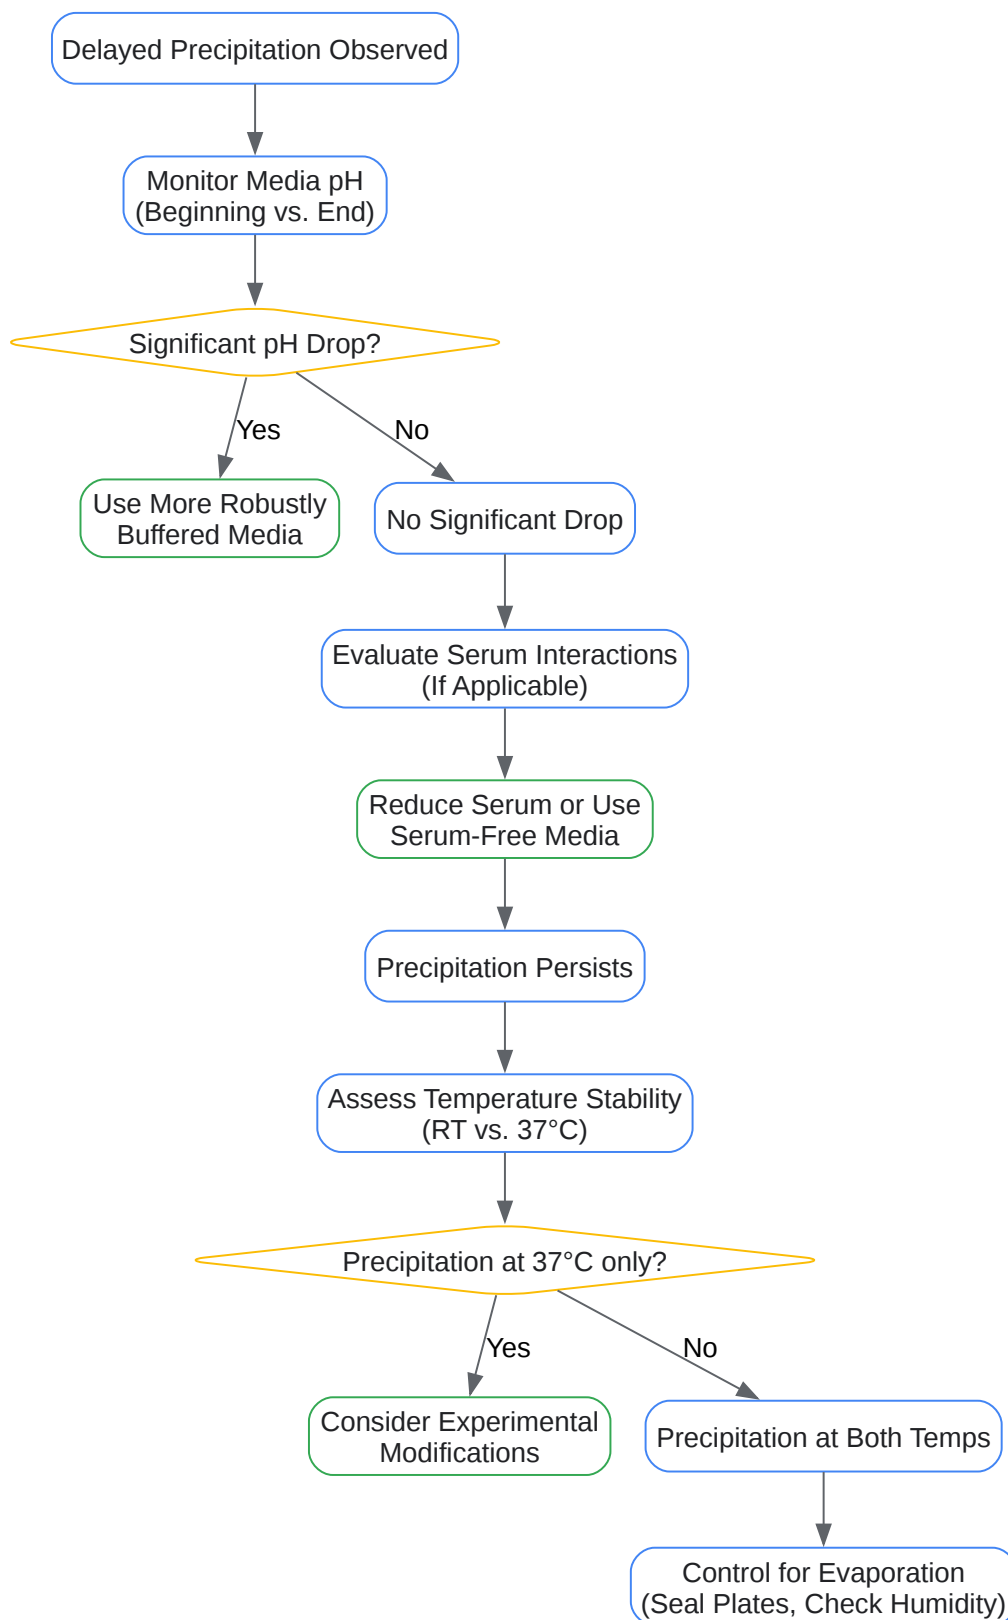 Delayed Precipitation Observed
Monitor Media pH
(Beginning vs. End)
Significant pH Drop?
Yes
No
Use More Robustly
Buffered Media
No Significant Drop
Evaluate Serum Interactions
(If Applicable)
Reduce Serum or Use
Serum-Free Media
Precipitation Persists
Assess Temperature Stability
(RT vs. 37°C)
Precipitation at 37°C only?
Yes
No
Consider Experimental
Modifications
Precipitation at Both Temps
Control for Evaporation
(Seal Plates, Check Humidity)